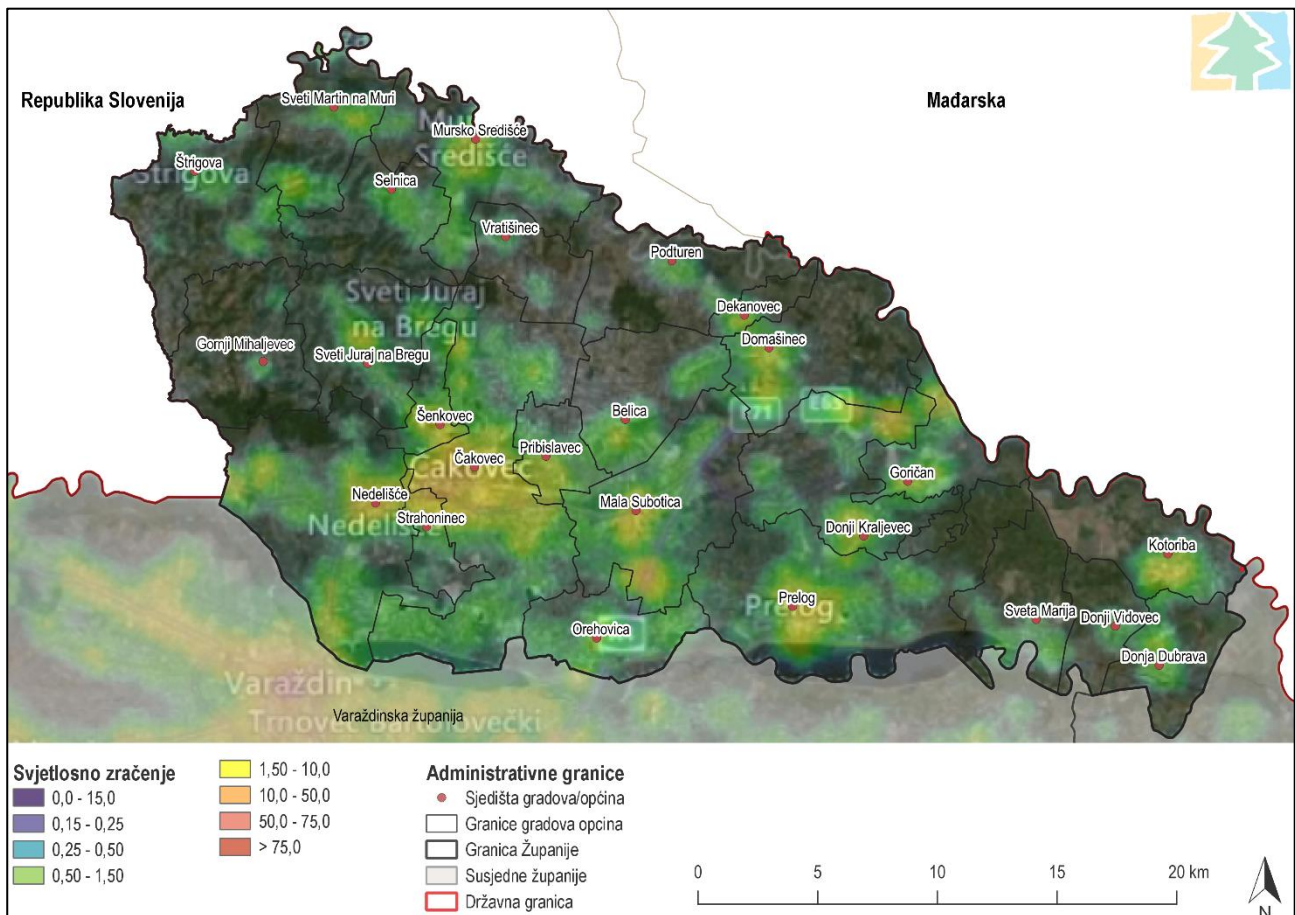 Republika Slovenija
Mađarska
Sveti Martin na Muri
Mursko Središće
Središće
Štrigova
Štrigova
Selnica
Vratišinec
Podturen
Sveti Juraj
na Bregu
Dekanovec
Domašinec
Gornji Mihaljevec
Sveti Juraj na Bregu
Belica
Šenkovec
Pribislavec
Čakovec
Čakovec
Goričan
Nedelišće
Nedelišće
Strahoninec
Mala Subotica
Donji Kraljevec
Kotoriba
Prelog
Prelog
Orehovica
Sveta Marija
Donji Vidovec
Donja Dubrava
Varaždin
Trnovec Bartolovečki
Varaždinska županija
Svjetlosno zračenje
0,0 - 15,0
0,15 - 0,25
0,25 - 0,50
0,50 - 1,50
1,50 - 10,0
10,0 - 50,0
50,0 - 75,0
> 75,0
Administrativne granice
Sjedišta gradova/općina
Granice gradova opcina
Granica Županije
Susjedne županije
Državna granica
0 5 10 15 20 km
N